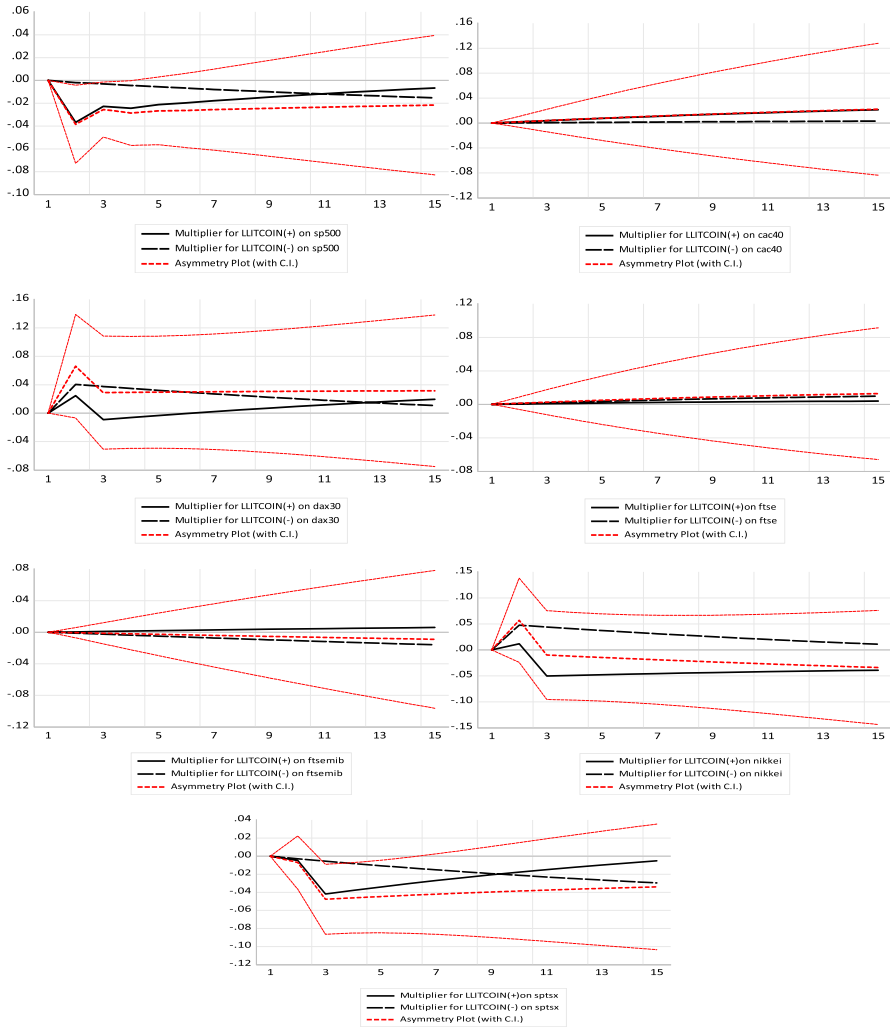 .06
.04
.02
.00
-.02
-.04
-.06
-.08
-.10
1 3 5 7 9 11 13 15
Multiplier for LLITCOIN(+) on sp500
Multiplier for LLITCOIN(-) on sp500
Asymmetry Plot (with C.I.)
.16
.12
.08
.04
.00
-.04
-.08
-.12
1 3 5 7 9 11 13 15
Multiplier for LLITCOIN(+) on cac40
Multiplier for LLITCOIN(-) on cac40
Asymmetry Plot (with C.I.)
.16
.12
.08
.04
.00
-.04
-.08
1 3 5 7 9 11 13 15
Multiplier for LLITCOIN(+) on dax30
Multiplier for LLITCOIN(-) on dax30
Asymmetry Plot (with C.I.)
.12
.08
.04
.00
-.04
-.08
1 3 5 7 9 11 13 15
Multiplier for LLITCOIN(+)on ftse
Multiplier for LLITCOIN(-) on ftse
Asymmetry Plot (with C.I.)
.08
.04
.00
-.04
-.08
-.12
1 3 5 7 9 11 13 15
Multiplier for LLITCOIN(+) on ftsemib
Multiplier for LLITCOIN(-) on ftsemib
Asymmetry Plot (with C.I.)
.15
.10
.05
.00
-.05
-.10
-.15
1 3 5 7 9 11 13 15
Multiplier for LLITCOIN(+)on nikkei
Multiplier for LLITCOIN(-) on nikkei
Asymmetry Plot (with C.I.)
.04
.02
.00
-.02
-.04
-.06
-.08
-.10
-.12
1 3 5 7 9 11 13 15
Multiplier for LLITCOIN(+)on sptsx
Multiplier for LLITCOIN(-) on sptsx
Asymmetry Plot (with C.I.)